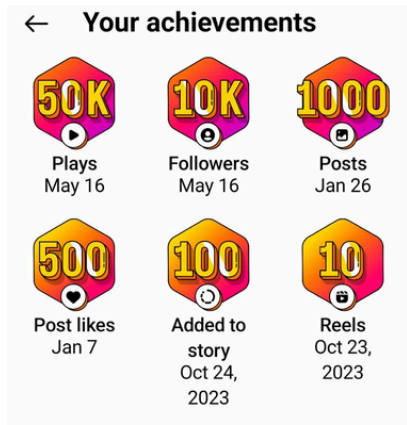 Your achievements
50K 10K 1000
Plays Followers Posts
May 16 May 16 Jan 26
500 100 10
Post likes Added to Reels
Jan 7 story Oct 23,
Oct 24, 2023
2023